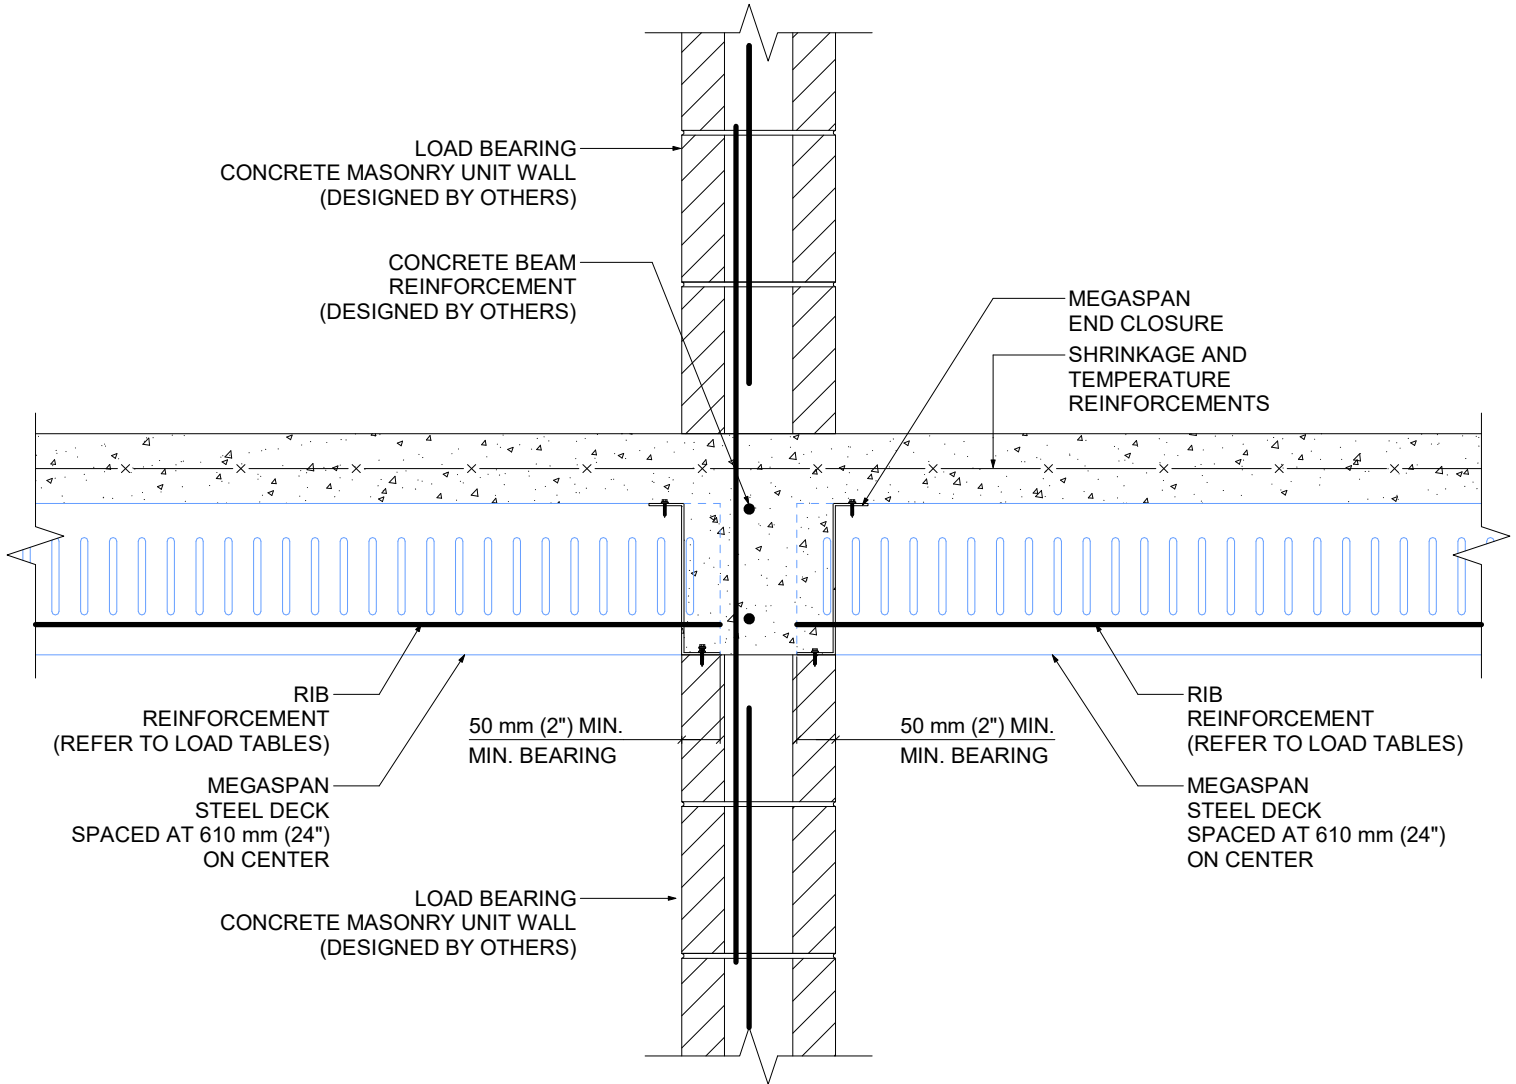 LOAD BEARING
CONCRETE MASONRY UNIT WALL
(DESIGNED BY OTHERS)
CONCRETE BEAM
REINFORCEMENT
(DESIGNED BY OTHERS)
MEGASPAN
END CLOSURE
SHRINKAGE AND
TEMPERATURE
REINFORCEMENTS
RIB
REINFORCEMENT
(REFER TO LOAD TABLES)
50 mm (2") MIN.
MIN. BEARING
50 mm (2") MIN.
MIN. BEARING
RIB
REINFORCEMENT
(REFER TO LOAD TABLES)
MEGASPAN
STEEL DECK
SPACED AT 610 mm (24")
ON CENTER
MEGASPAN
STEEL DECK
SPACED AT 610 mm (24")
ON CENTER
LOAD BEARING
CONCRETE MASONRY UNIT WALL
(DESIGNED BY OTHERS)